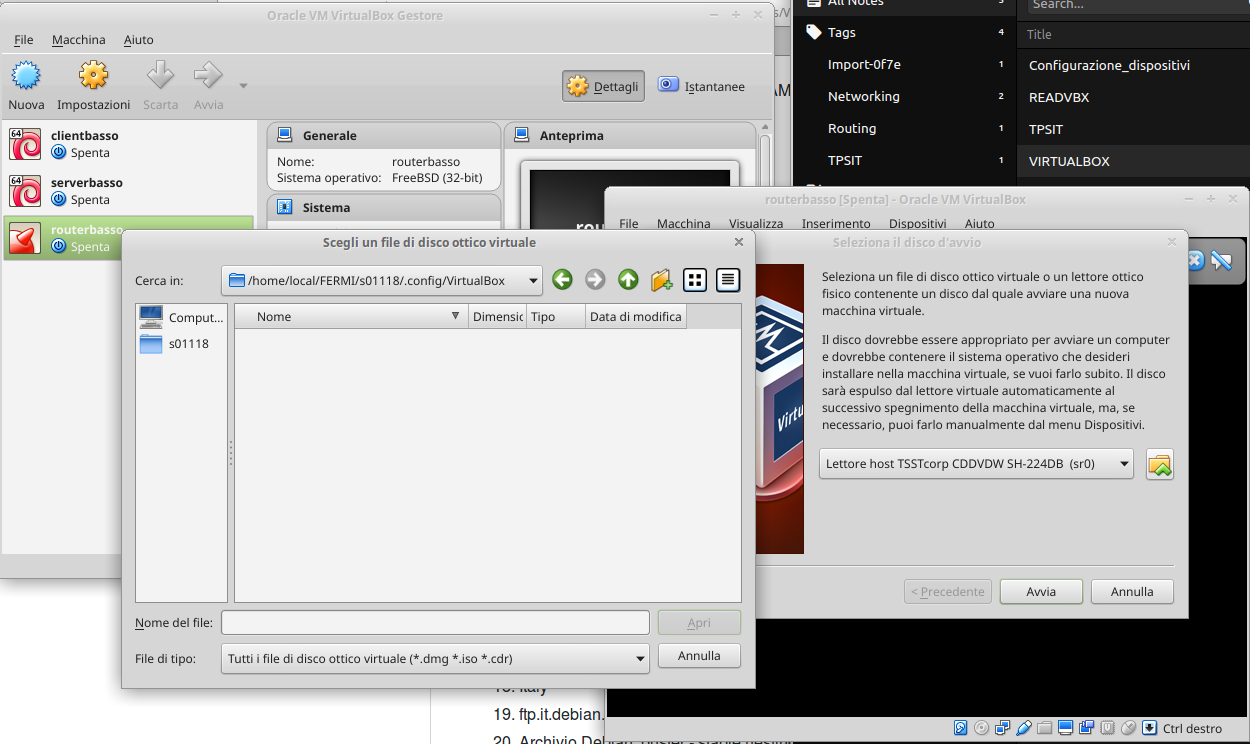 Oracle VM VirtualBox Gestore
File Macchina Aiuto
Nuova Impostazioni Scarta Avvia
Dettagli Istantanee
64 clientbasso
Spenta
64 serverbasso
Spenta
routerbasso
Spenta
Generale
Nome: routerbasso
Sistema operativo: FreeBSD (32-bit)
Sistema
Anteprima
All Notes
Tags 4
Import-0f7e 1
Networking 2
Routing 1
TPSIT 1
Search...
Title
Configurazione_dispositivi
READVBX
TPSIT
VIRTUALBOX
routerbasso [Spenta] - Oracle VM VirtualBox
File Macchina Visualizza Inserimento Dispositivi Aiuto
Scegli un file di disco ottico virtuale
Cerca in: /home/local/FERMI/s01118/.config/VirtualBox
Comput...
s01118
Nome Dimensic Tipo Data di modifica
Nome del file: Apri
File di tipo: Tutti i file di disco ottico virtuale (*.dmg *.iso *.cdr) Annulla
Seleziona il disco d'avvio
Seleziona un file di disco ottico virtuale o un lettore ottico
fisico contenente un disco dal quale avviare una nuova
macchina virtuale.
Il disco dovrebbe essere appropriato per avviare un computer
e dovrebbe contenere il sistema operativo che desideri
installare nella macchina virtuale, se vuoi farlo subito. Il disco
sarà espulso dal lettore virtuale automaticamente al
successivo spegnimento della macchina virtuale, ma, se
necessario, puoi farlo manualmente dal menu Dispositivi.
Lettore host TSSTcorp CDDVDW SH-224DB (sr0)
< Precedente Avvia Annulla
Virtu
19. ftp.it.debian.
Ctrl destro